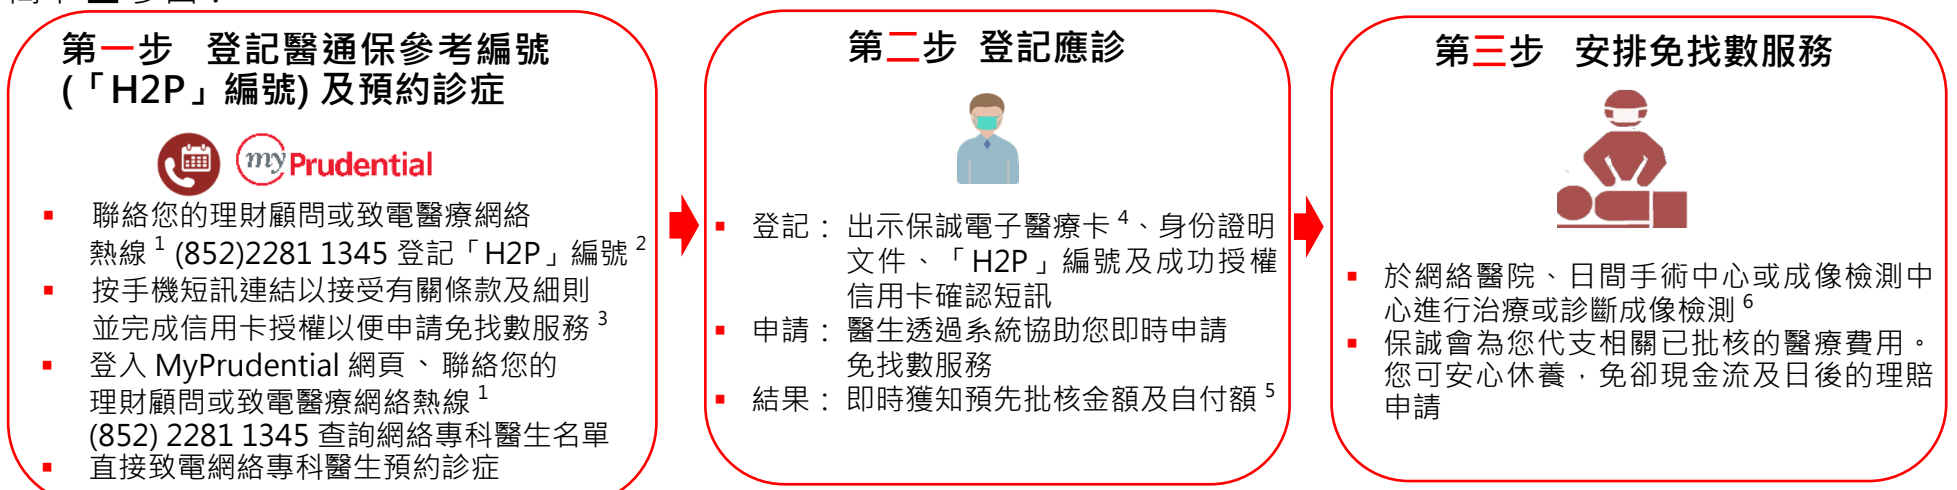 第一步 登記醫通保參考編號
(「H2P」編號) 及預約診症
my Prudential
▪ 聯絡您的理財顧問或致電醫療網絡
熱線 1 (852)2281 1345 登記「H2P」編號 2
▪ 按手機短訊連結以接受有關條款及細則
並完成信用卡授權以便申請免找數服務 3
▪ 登入 MyPrudential 網頁、聯絡您的
理財顧問或致電醫療網絡熱線 1
(852) 2281 1345 查詢網絡專科醫生名單
▪ 直接致電網絡專科醫生預約診症
第二步 登記應診
▪ 登記：出示保誠電子醫療卡 4、身份證明
文件、「H2P」編號及成功授權
信用卡確認短訊
▪ 申請：醫生透過系統協助您即時申請
免找數服務
▪ 結果：即時獲知預先批核金額及自付額 5
第三步 安排免找數服務
▪ 於網絡醫院、日間手術中心或成像檢測中
心進行治療或診斷成像檢測 6
▪ 保誠會為您代支相關已批核的醫療費用。
您可安心休養，免卻現金流及日後的理賠
申請